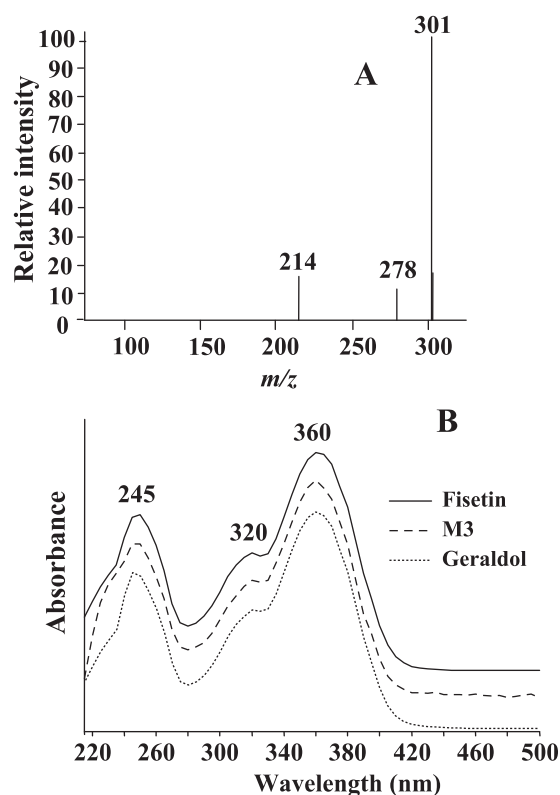 A
301
214
278
Relative intensity
100
90
80
70
60
50
40
30
20
10
0
100 150 200 250 300
m/z
B
245
320
360
Fisetin
M3
Geraldol
Absorbance
220 260 300 340 380 420 460 500
Wavelength (nm)